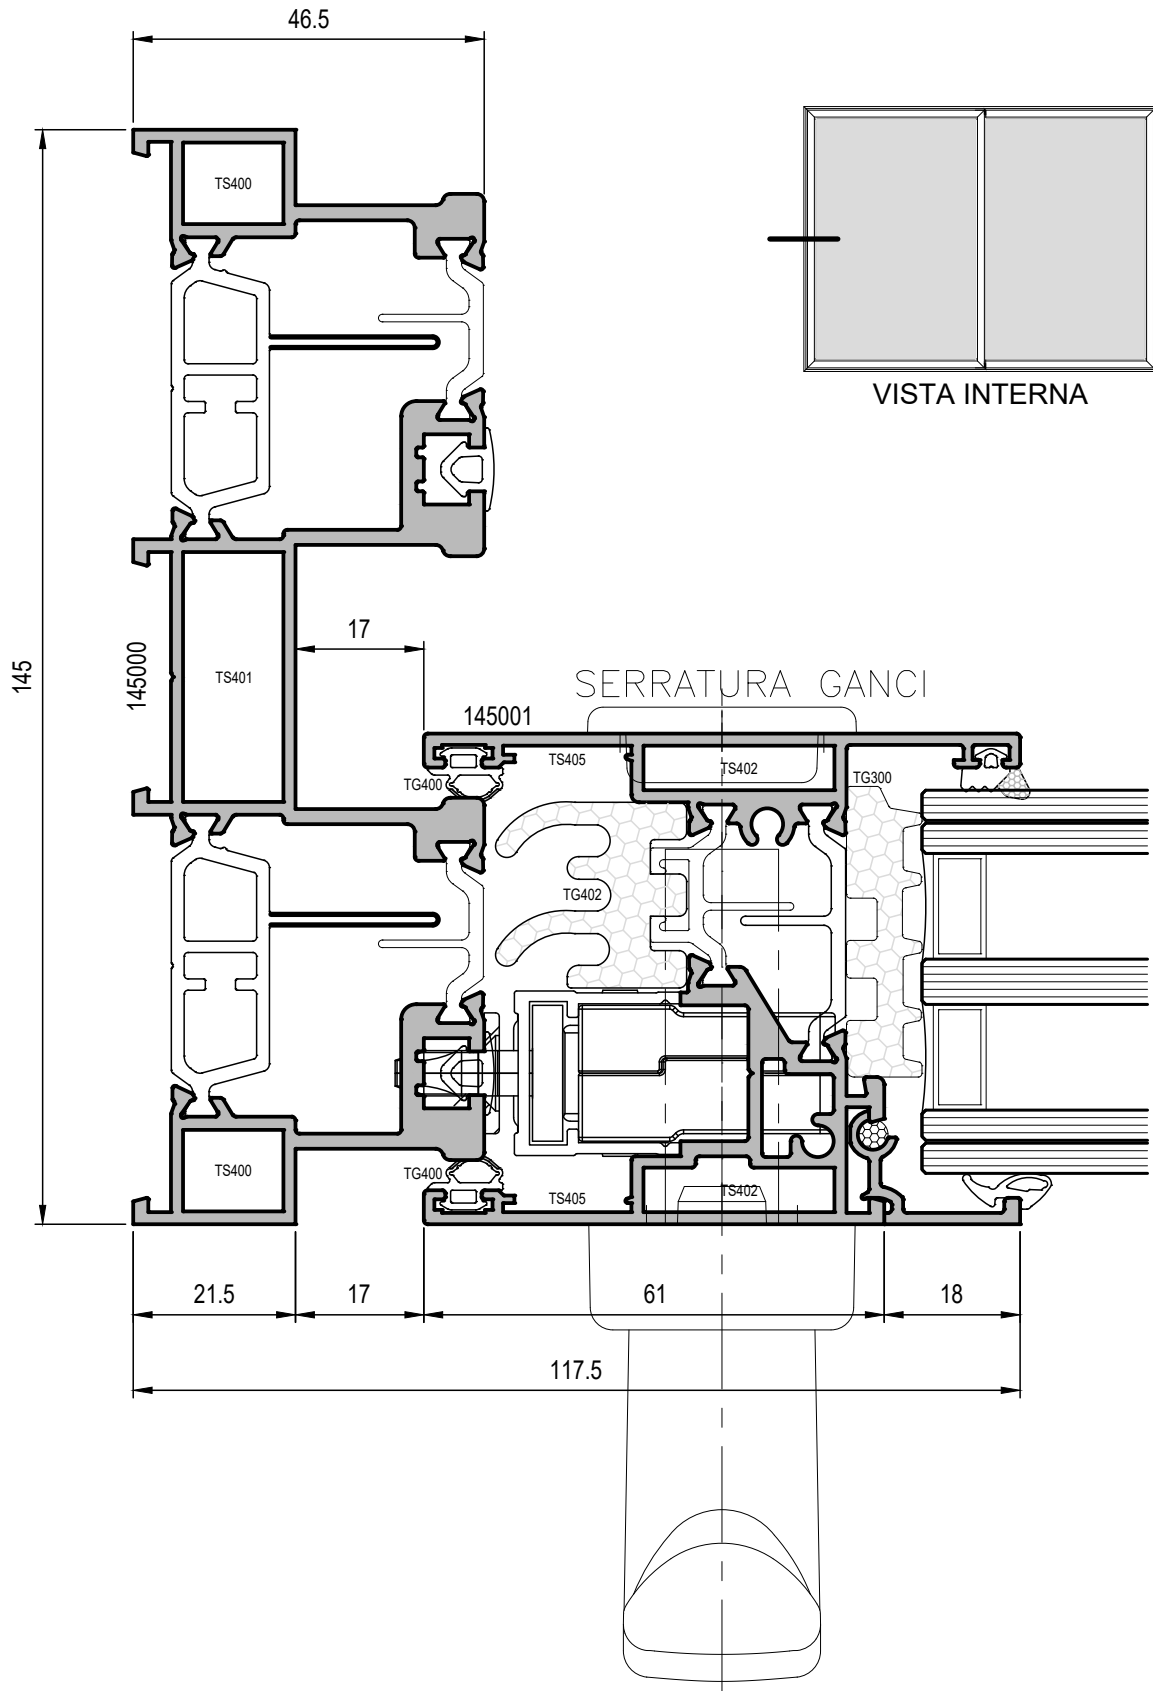 46.5
TS400
VISTA INTERNA
145
145000
17
TS401
SERRATURA GANCI
145001
TS405
TS402
TG300
TG400
TG402
TS400
TG400
TS405
TS402
21.5
17
61
18
117.5